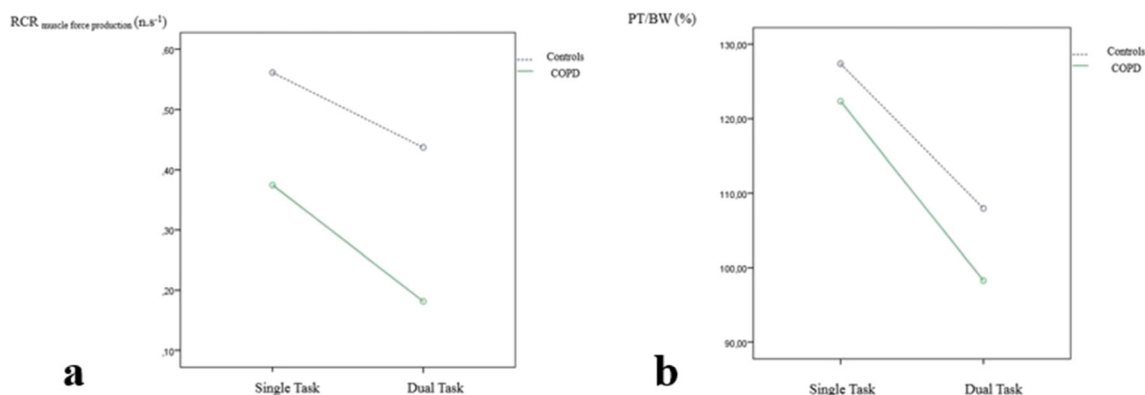 RCR muscle force production (n.s-1)
,60
,50
,40
,30
,20
,10
Single Task Dual Task
Controls
COPD
a
PT/BW (%)
130,00
120,00
110,00
100,00
90,00
Single Task Dual Task
Controls
COPD
b